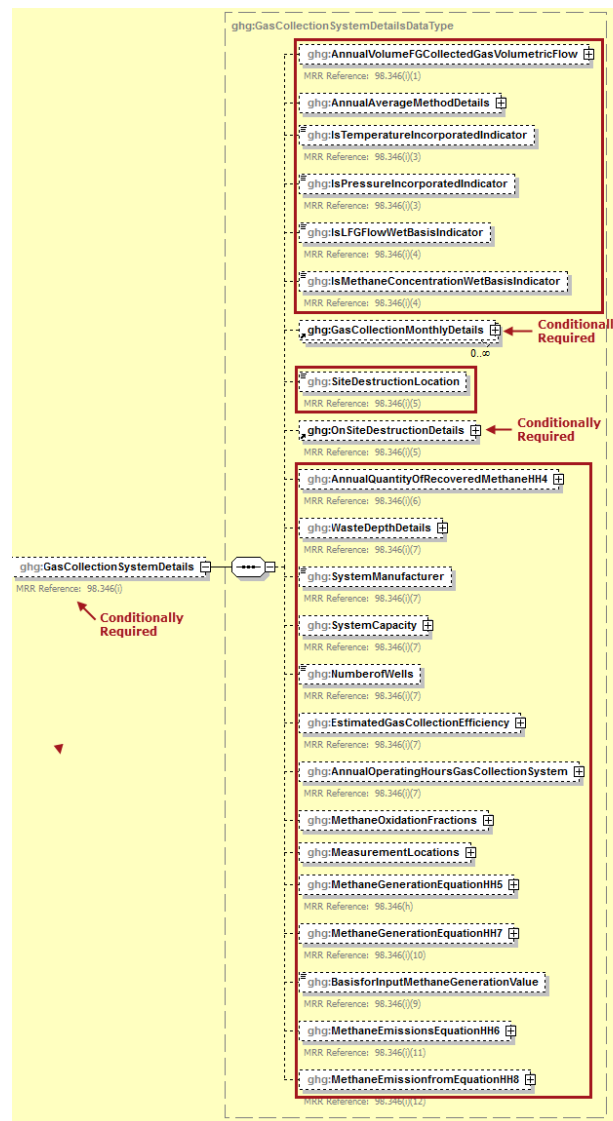 ghg:GasCollectionSystemDetailsDataType
ghg:AnnualVolumeFGCollectedGasVolumetricFlow
MRR Reference: 98.346(i)(1)
ghg:AnnualAverageMethodDetails
ghg:IsTemperatureIncorporatedIndicator
MRR Reference: 98.346(i)(3)
ghg:IsPressureIncorporatedIndicator
MRR Reference: 98.346(i)(3)
ghg:IsLFGFlowWetBasisIndicator
MRR Reference: 98.346(i)(4)
ghg:IsMethaneConcentrationWetBasisIndicator
MRR Reference: 98.346(i)(4)
ghg:GasCollectionMonthlyDetails
Conditionally
Required
0..∞
ghg:SiteDestructionLocation
MRR Reference: 98.346(i)(5)
ghg:OnSiteDestructionDetails
Conditionally
Required
MRR Reference: 98.346(i)(5)
ghg:AnnualQuantityOfRecoveredMethaneHH4
MRR Reference: 98.346(i)(6)
ghg:WasteDepthDetails
MRR Reference: 98.346(i)(7)
ghg:GasCollectionSystemDetails
MRR Reference: 98.346(i)
Conditionally
Required
ghg:SystemManufacturer
MRR Reference: 98.346(i)(7)
ghg:SystemCapacity
MRR Reference: 98.346(i)(7)
ghg:NumberofWells
MRR Reference: 98.346(i)(7)
ghg:EstimatedGasCollectionEfficiency
MRR Reference: 98.346(i)(7)
ghg:AnnualOperatingHoursGasCollectionSystem
MRR Reference: 98.346(i)(7)
ghg:MethaneOxidationFractions
ghg:MeasurementLocations
ghg:MethaneGenerationEquationHH5
MRR Reference: 98.346(h)
ghg:MethaneGenerationEquationHH7
MRR Reference: 98.346(i)(10)
ghg:BasisforInputMethaneGenerationValue
MRR Reference: 98.346(i)(9)
ghg:MethaneEmissionsEquationHH6
MRR Reference: 98.346(i)(11)
ghg:MethaneEmissionfromEquationHH8
MRR Reference: 98.346(i)(12)